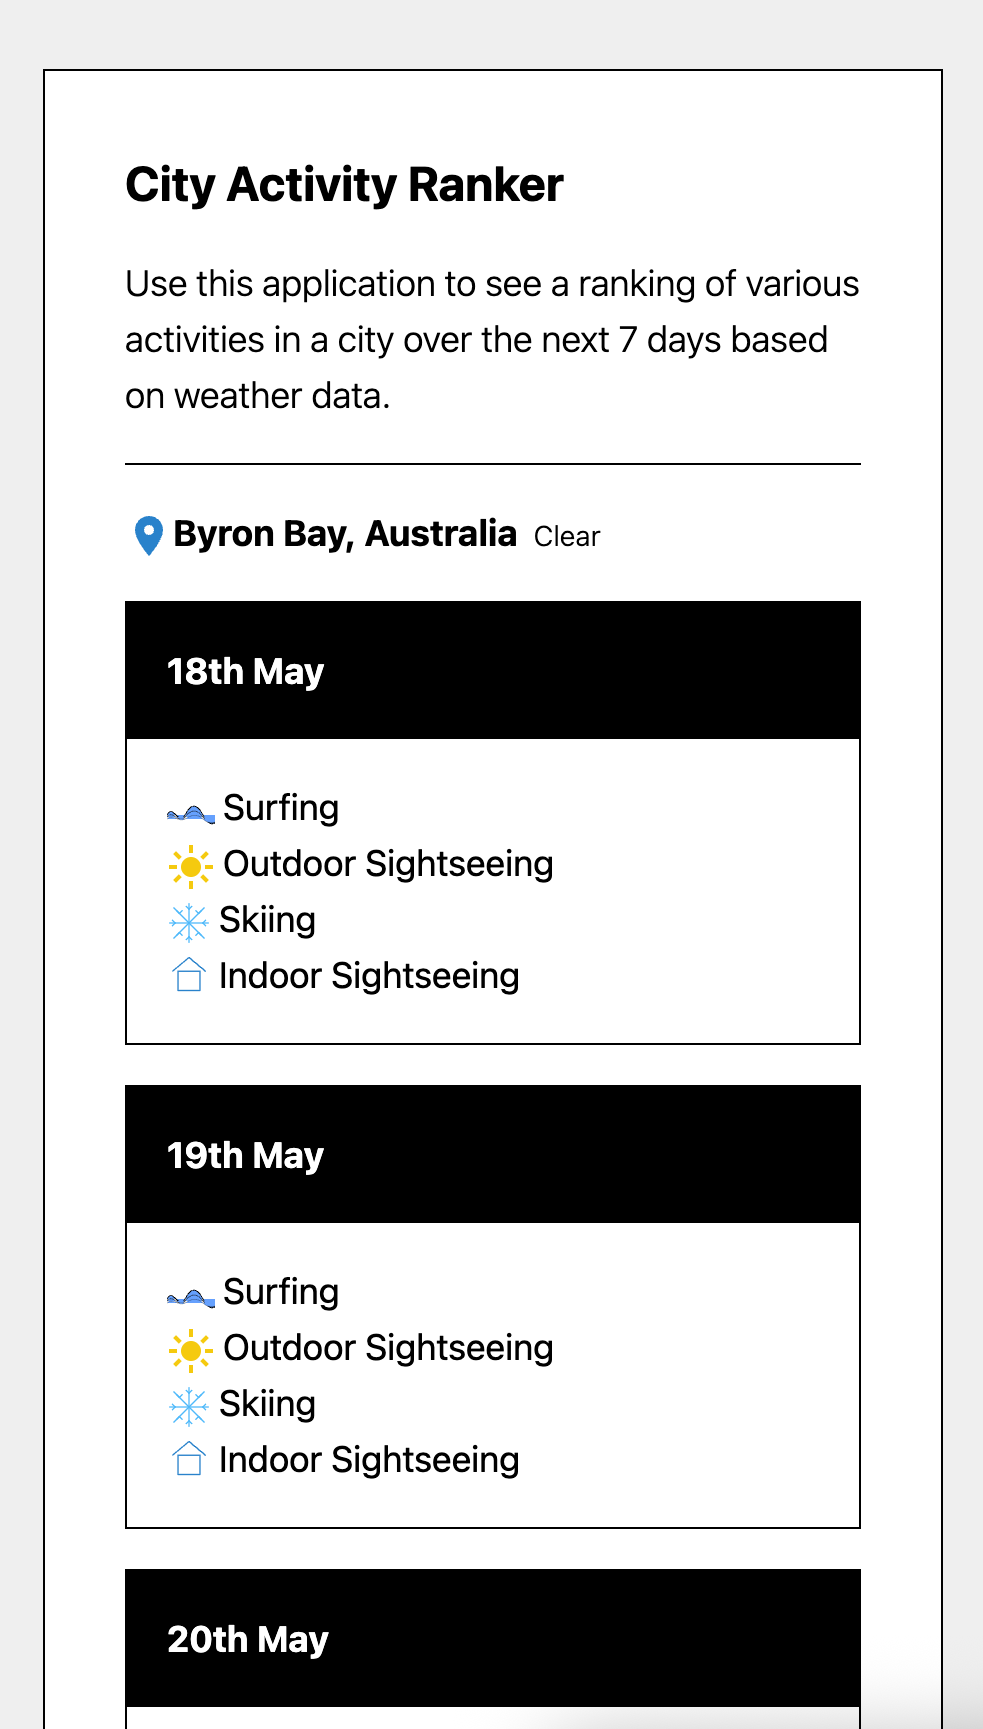 City Activity Ranker
Use this application to see a ranking of various
activities in a city over the next 7 days based
on weather data.
Byron Bay, Australia Clear
18th May
Surfing
Outdoor Sightseeing
Skiing
Indoor Sightseeing
19th May
Surfing
Outdoor Sightseeing
Skiing
Indoor Sightseeing
20th May